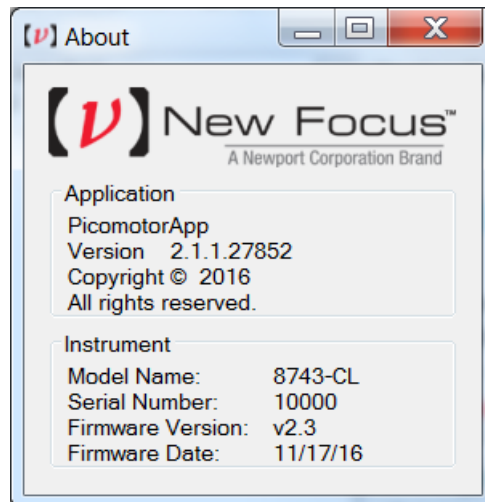 [ν] About
[ν] New Focus™
A Newport Corporation Brand
Application
PicomotorApp
Version 2.1.1.27852
Copyright © 2016
All rights reserved.
Instrument
Model Name: 8743-CL
Serial Number: 10000
Firmware Version: v2.3
Firmware Date: 11/17/16